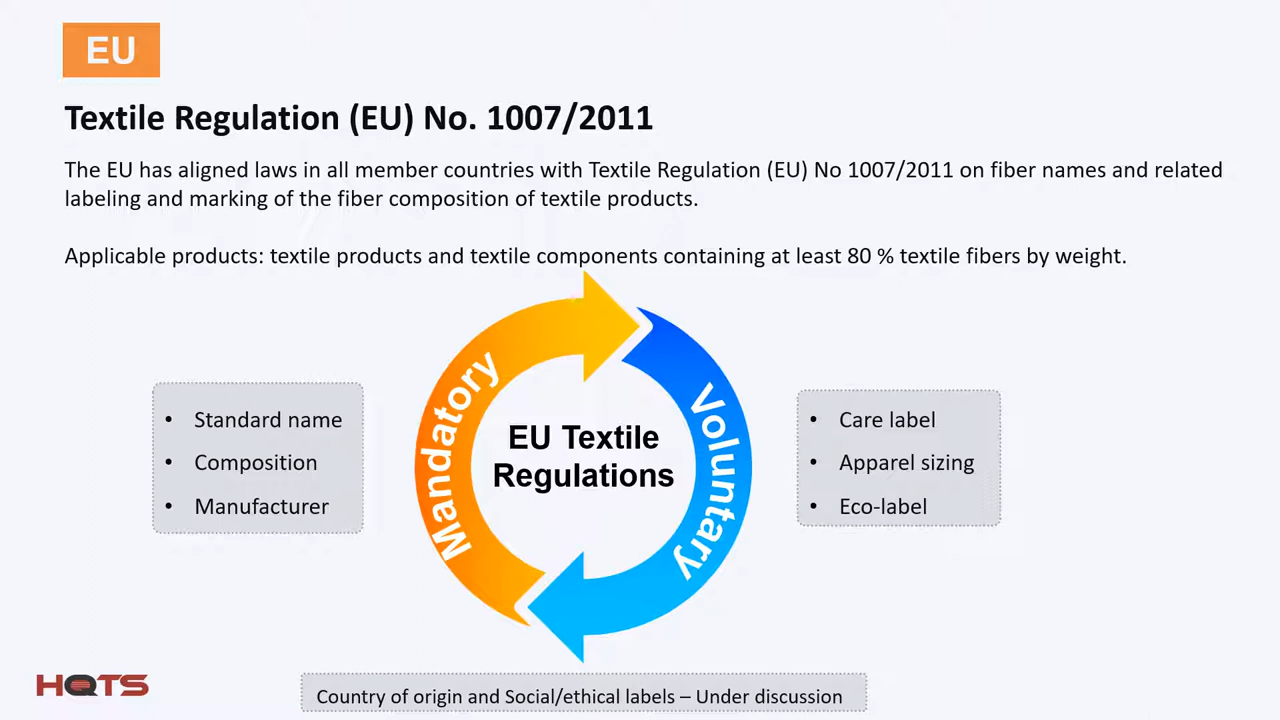 EU
Textile Regulation (EU) No. 1007/2011
The EU has aligned laws in all member countries with Textile Regulation (EU) No 1007/2011 on fiber names and related
labeling and marking of the fiber composition of textile products.
Applicable products: textile products and textile components containing at least 80 % textile fibers by weight.
Mandatory
Voluntary
EU Textile
Regulations
• Standard name
• Composition
• Manufacturer
• Care label
• Apparel sizing
• Eco-label
HQTS
Country of origin and Social/ethical labels – Under discussion